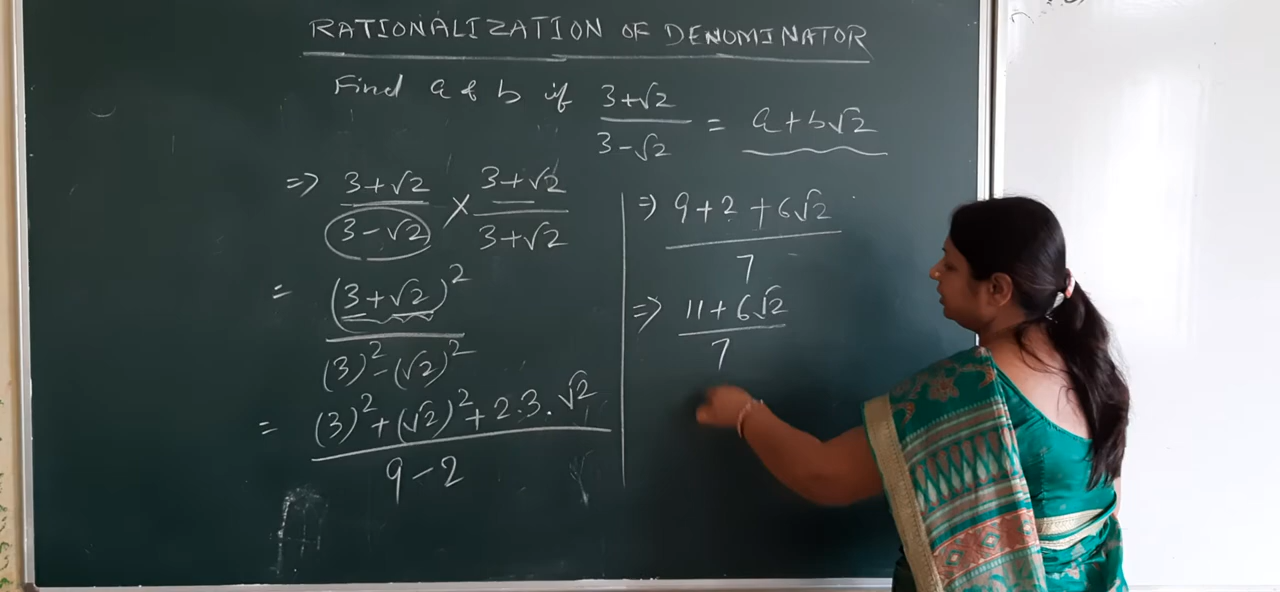 RATIONALIZATION OF DENOMINATOR
Find a & b if (3+√2)/(3-√2) = a+b√2
=> (3+√2)/(3-√2) × (3+√2)/(3+√2)
= (3+√2)²/((3)²-(√2)²)
= ((3)²+(√2)²+2.3.√2)/(9-2)
=> (9+2+6√2)/7
=> (11+6√2)/7